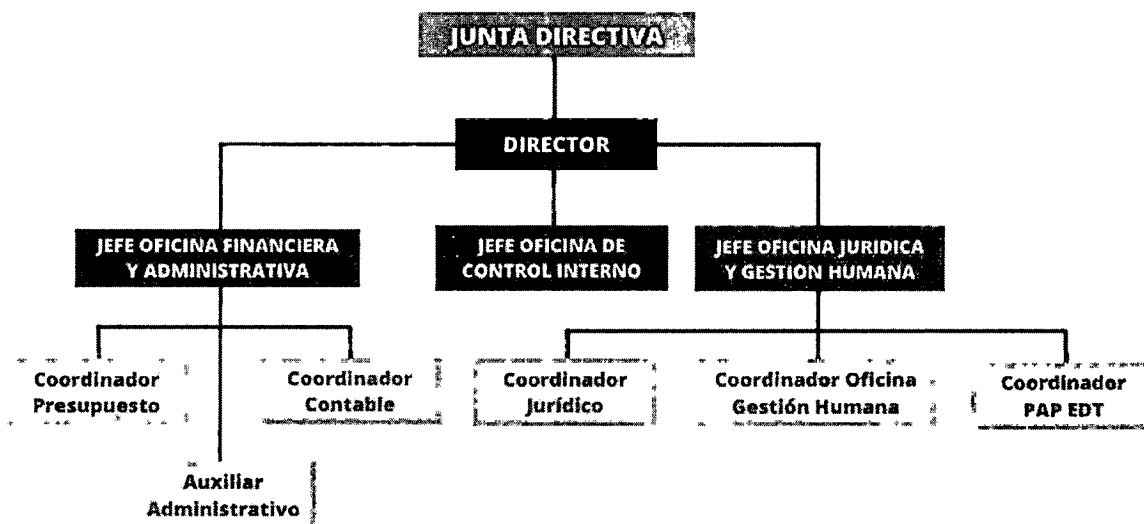 JUNTA DIRECTIVA
DIRECTOR
JEFE OFICINA FINANCIERA
Y ADMINISTRATIVA
JEFE OFICINA DE
CONTROL INTERNO
JEFE OFICINA JURIDICA
Y GESTION HUMANA
Coordinador
Presupuesto
Coordinador
Contable
Coordinador
Jurídico
Coordinador Oficina
Gestión Humana
Coordinador
PAP EDT
Auxiliar
Administrativo